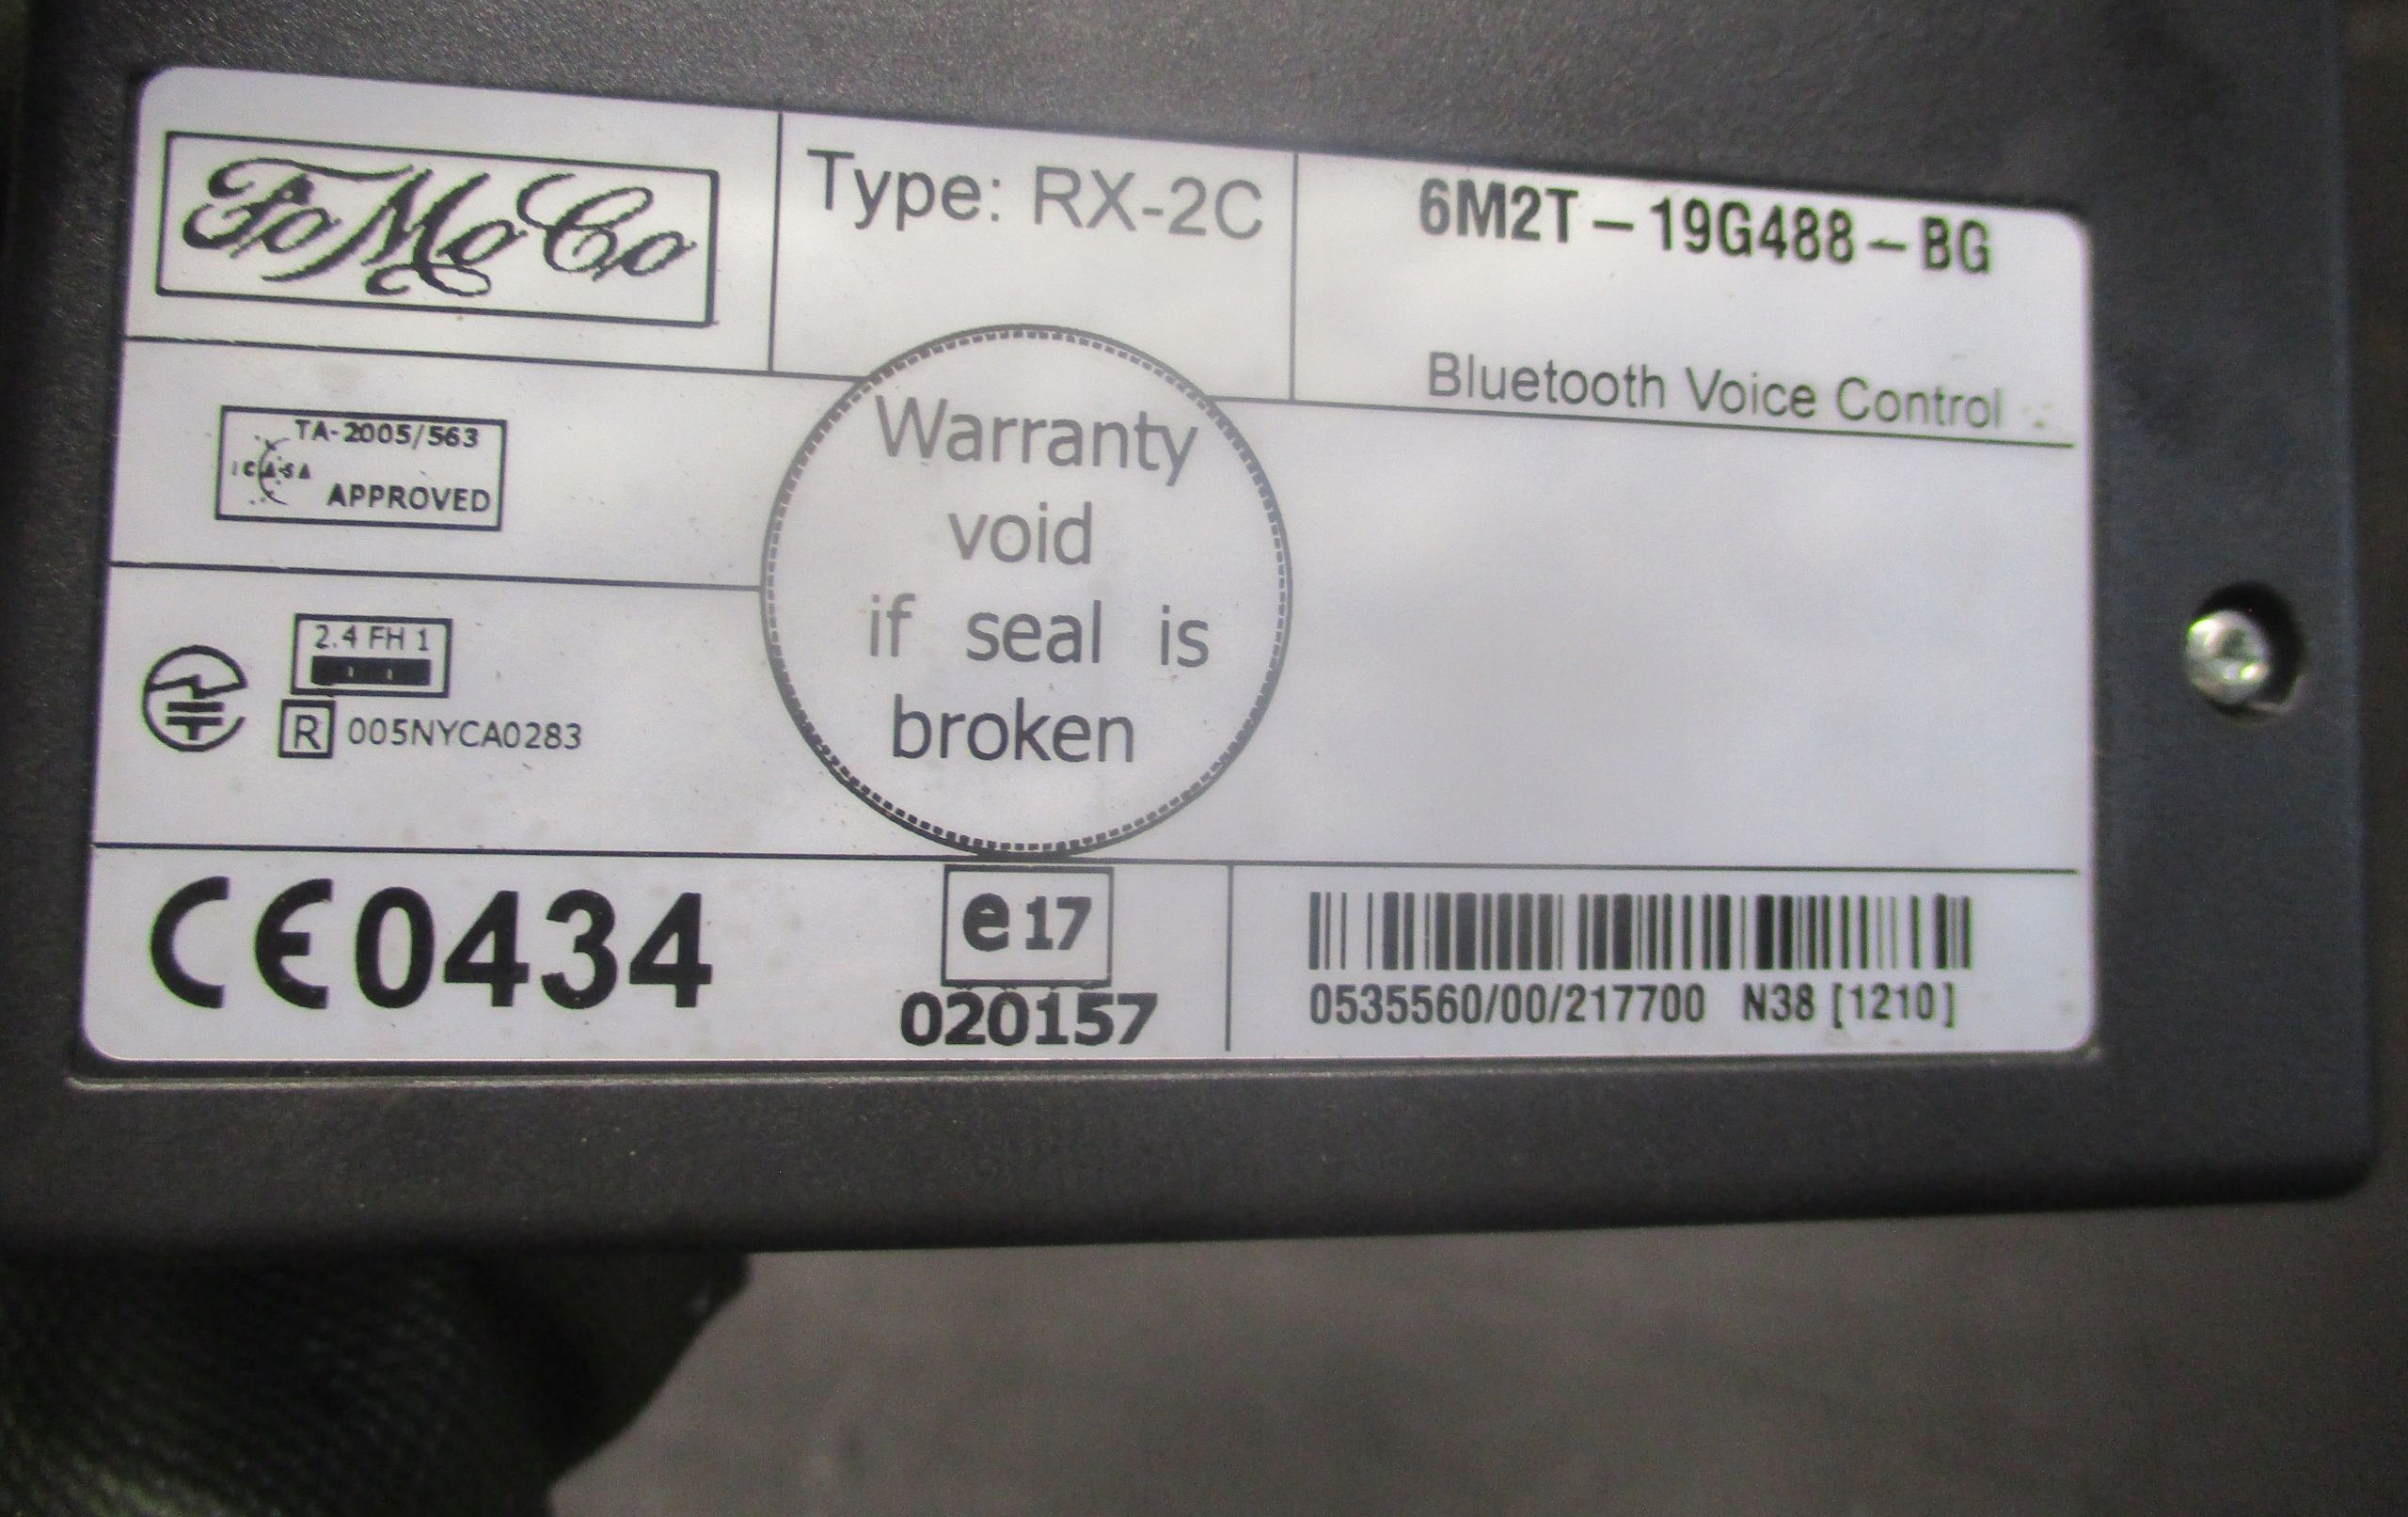 FoMoCo
Type: RX-2C
6M2T-19G488-BG
Bluetooth Voice Control
TA-2005/563
ICASA
APPROVED
Warranty
void
if seal is
broken
2.4 FH 1
R 005NYCA0283
CE0434
e17
020157
0535560/00/217700 N38 [1210]